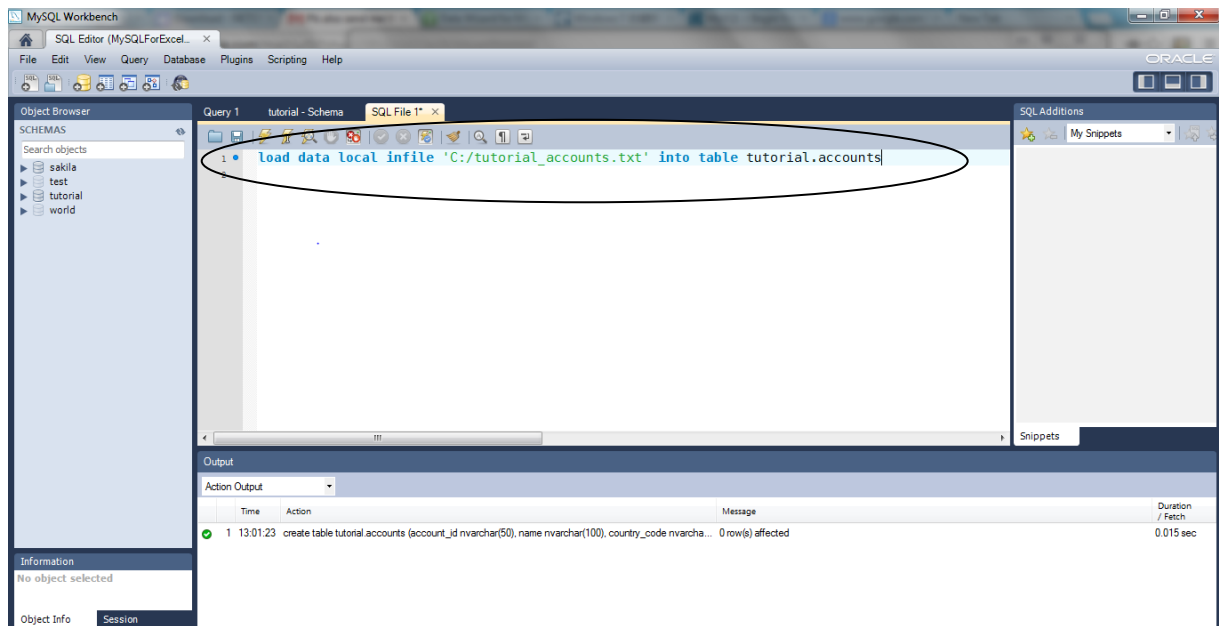 MySQL Workbench
SQL Editor (MySQLForExcel...
File Edit View Query Database Plugins Scripting Help
ORACLE
Object Browser
SCHEMAS
Search objects
sakila
test
tutorial
world
Query 1 tutorial - Schema SQL File 1*
1 load data local infile 'C:/tutorial_accounts.txt' into table tutorial.accounts
2
SQL Additions
My Snippets
Snippets
Output
Action Output
Time Action Message Duration / Fetch
1 13:01:23 create table tutorial.accounts (account_id nvarchar(50), name nvarchar(100), country_code nvarcha... 0 row(s) affected 0.015 sec
Information
No object selected
Object Info Session